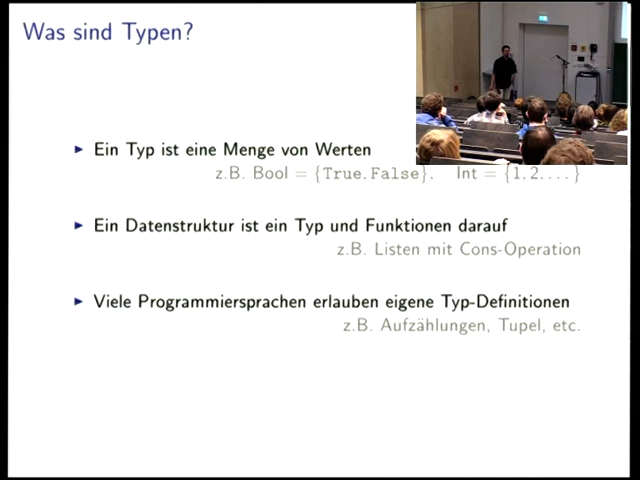 Was sind Typen?
▶ Ein Typ ist eine Menge von Werten
z.B. Bool = {True, False}, Int = {1, 2, . . . }
▶ Ein Datenstruktur ist ein Typ und Funktionen darauf
z.B. Listen mit Cons-Operation
▶ Viele Programmiersprachen erlauben eigene Typ-Definitionen
z.B. Aufzählungen, Tupel, etc.